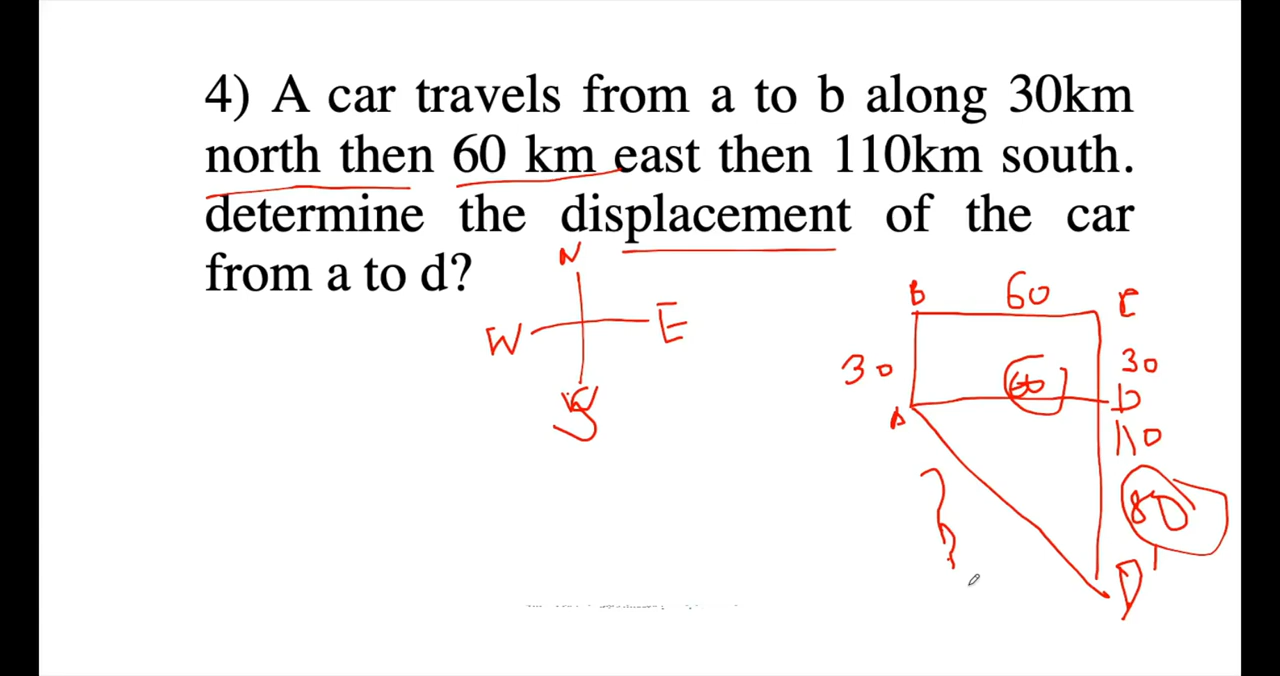 4) A car travels from a to b along 30km
north then 60 km east then 110km south.
determine the displacement of the car
from a to d?
N
W E
S
B 60 C
30 30
60
A D
110
80
?
D